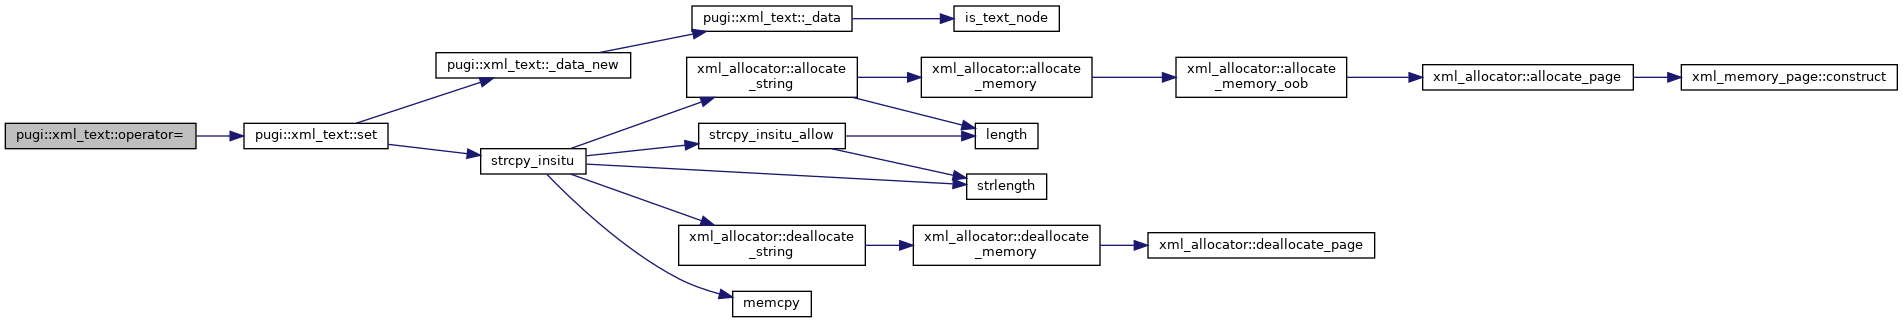 pugi::xml_text::operator=
pugi::xml_text::set
pugi::xml_text::_data_new
pugi::xml_text::_data
is_text_node
strcpy_insitu
xml_allocator::allocate
_string
xml_allocator::allocate
_memory
xml_allocator::allocate
_memory_oob
xml_allocator::allocate_page
xml_memory_page::construct
strcpy_insitu_allow
length
strlength
xml_allocator::deallocate
_string
xml_allocator::deallocate
_memory
xml_allocator::deallocate_page
memcpy